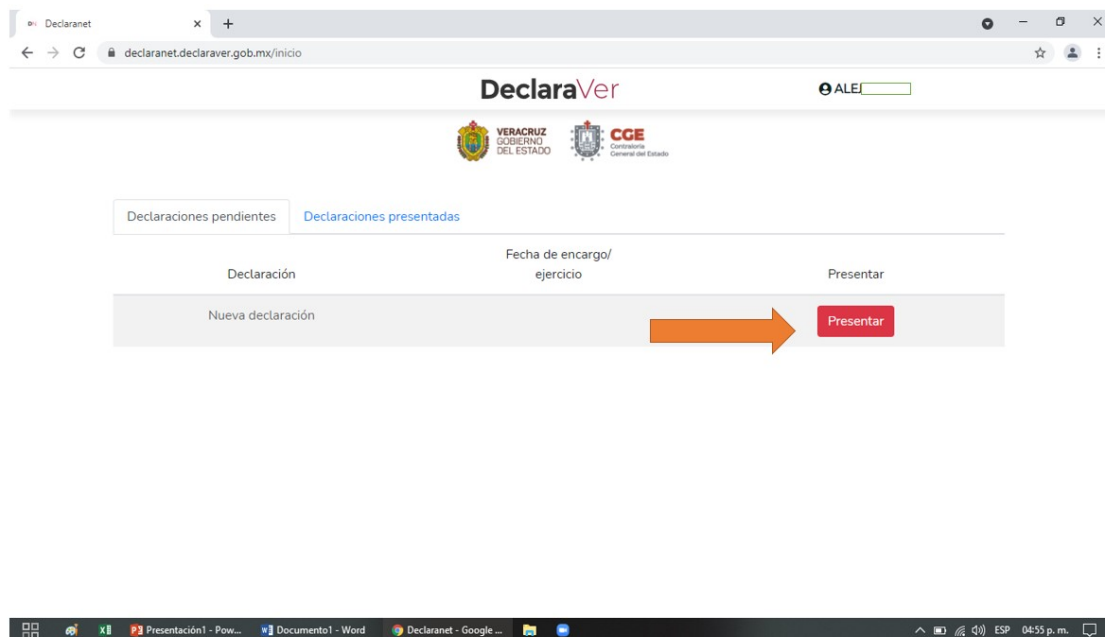 Declaranet
declaranet.declaraver.gob.mx/inicio
DeclaraVer
ALE
VERACRUZ
GOBIERNO
DEL ESTADO
CGE
Contraloría
General del Estado
Declaraciones pendientes
Declaraciones presentadas
Declaración
Fecha de encargo/
ejercicio
Presentar
Nueva declaración
Presentar
Presentación1 - Pow...
Documento1 - Word
Declaranet - Google ...
ESP
04:55 p. m.